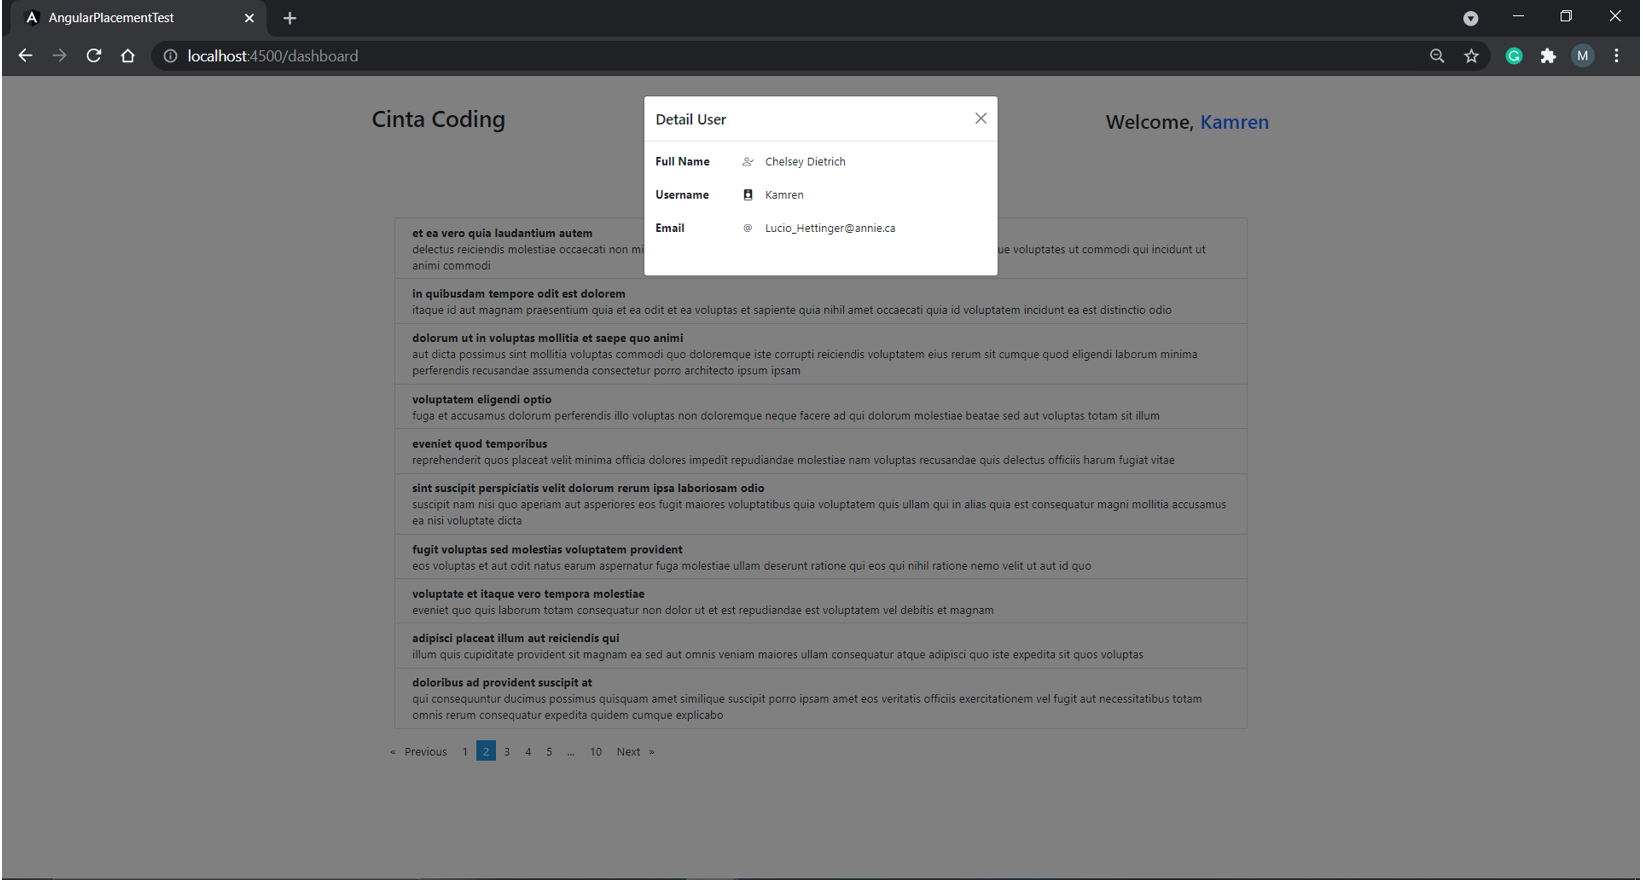 AngularPlacementTest
localhost:4500/dashboard
G
M
Cinta Coding
Welcome, Kamren
Detail User
Full Name Chelsey Dietrich
Username Kamren
Email @ Lucio_Hettinger@annie.ca
et ea vero quia laudantium autem
delectus reiciendis molestiae occaecati non mi ue voluptates ut commodi qui incidunt ut
animi commodi
in quibusdam tempore odit est dolorem
itaque id aut magnam praesentium quia et ea odit et ea voluptas et sapiente quia nihil amet occaecati quia id voluptatem incidunt ea est distinctio odio
dolorum ut in voluptas mollitia et saepe quo animi
aut dicta possimus sint mollitia voluptas commodi quo doloremque iste corrupti reiciendis voluptatem eius rerum sit cumque quod eligendi laborum minima
perferendis recusandae assumenda consectetur porro architecto ipsum ipsam
voluptatem eligendi optio
fuga et accusamus dolorum perferendis illo voluptas non doloremque neque facere ad qui dolorum molestiae beatae sed aut voluptas totam sit illum
eveniet quod temporibus
reprehenderit quos placeat velit minima officia dolores impedit repudiandae molestiae nam voluptas recusandae quis delectus officiis harum fugiat vitae
sint suscipit perspiciatis velit dolorum rerum ipsa laboriosam odio
suscipit nam nisi quo aperiam aut asperiores eos fugit maiores voluptatibus quia voluptatem quis ullam qui in alias quia est consequatur magni mollitia accusamus
ea nisi voluptate dicta
fugit voluptas sed molestias voluptatem provident
eos voluptas et aut odit natus earum aspernatur fuga molestiae ullam deserunt ratione qui eos qui nihil ratione nemo velit ut aut id quo
voluptate et itaque vero tempora molestiae
eveniet quo quis laborum totam consequatur non dolor ut et est repudiandae est voluptatem vel debitis et magnam
adipisci placeat illum aut reiciendis qui
illum quis cupiditate provident sit magnam ea sed aut omnis veniam maiores ullam consequatur atque adipisci quo iste expedita sit quos voluptas
doloribus ad provident suscipit at
qui consequuntur ducimus possimus quisquam amet similique suscipit porro ipsam amet eos veritatis officiis exercitationem vel fugit aut necessitatibus totam
omnis rerum consequatur expedita quidem cumque explicabo
« Previous 1 2 3 4 5 ... 10 Next »